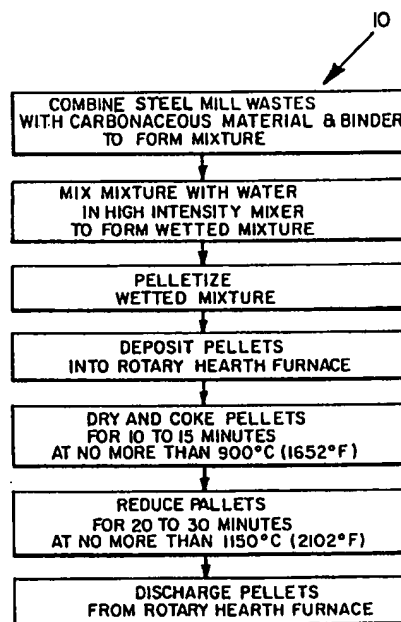 10
COMBINE STEEL MILL WASTES
WITH CARBONACEOUS MATERIAL & BINDER
TO FORM MIXTURE
MIX MIXTURE WITH WATER
IN HIGH INTENSITY MIXER
TO FORM WETTED MIXTURE
PELLETIZE
WETTED MIXTURE
DEPOSIT PELLETS
INTO ROTARY HEARTH FURNACE
DRY AND COKE PELLETS
FOR 10 TO 15 MINUTES
AT NO MORE THAN 900°C (1652°F)
REDUCE PALLETS
FOR 20 TO 30 MINUTES
AT NO MORE THAN 1150°C (2102°F)
DISCHARGE PELLETS
FROM ROTARY HEARTH FURNACE